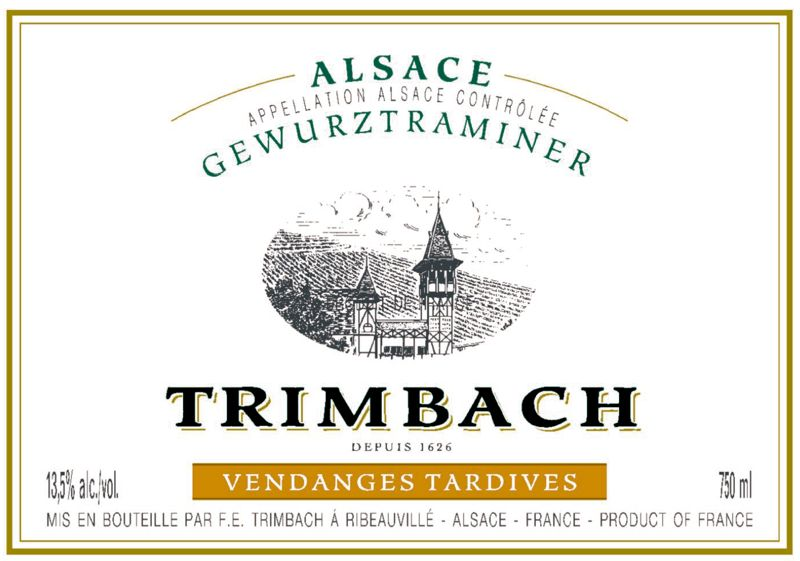 ALSACE
APPELLATION ALSACE CONTRÔLÉE
GEWURZTRAMINER
TRIMBACH
DEPUIS 1626
13,5% alc./vol.
VENDANGES TARDIVES
750 ml
MIS EN BOUTEILLE PAR F.E. TRIMBACH Á RIBEAUVILLÉ - ALSACE - FRANCE - PRODUCT OF FRANCE